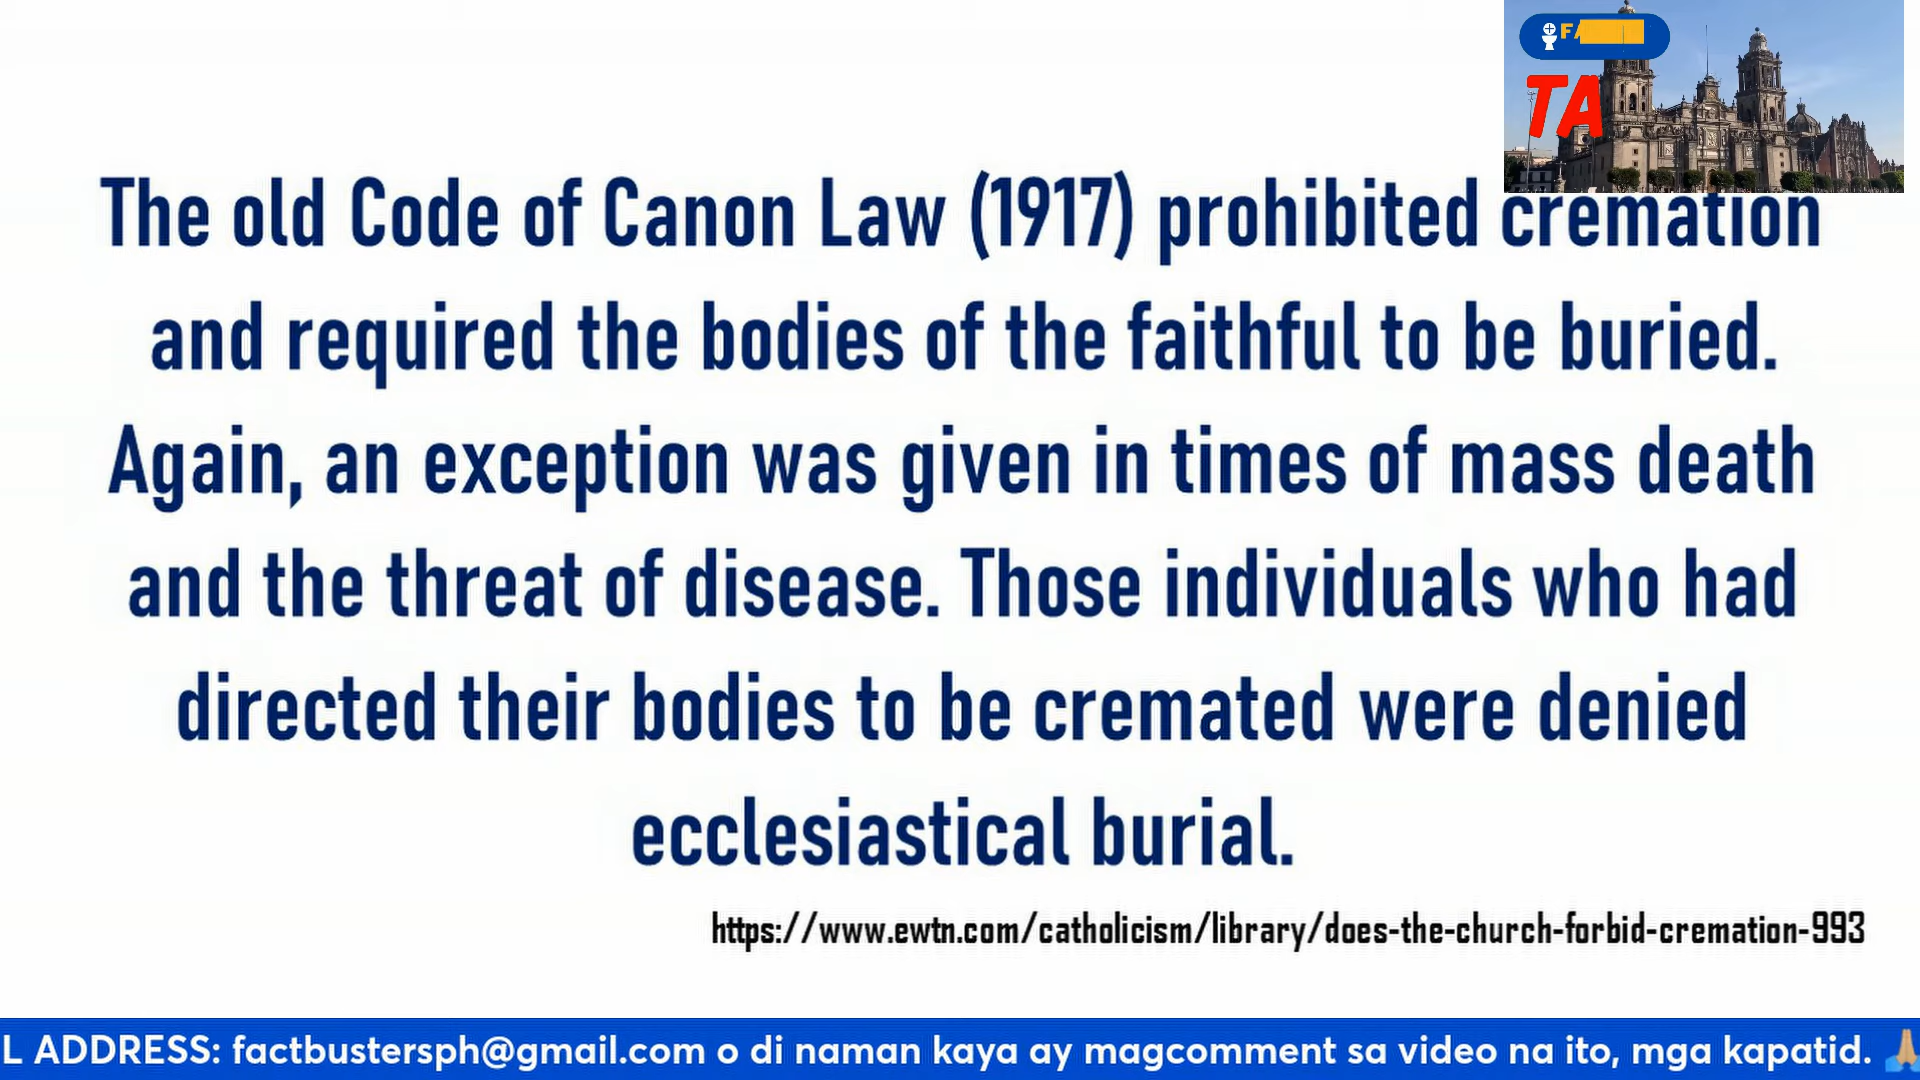 TA
The old Code of Canon Law (1917) prohibited cremation
and required the bodies of the faithful to be buried.
Again, an exception was given in times of mass death
and the threat of disease. Those individuals who had
directed their bodies to be cremated were denied
ecclesiastical burial.
https://www.ewtn.com/catholicism/library/does-the-church-forbid-cremation-993
L ADDRESS: factbustersph@gmail.com o di naman kaya ay magcomment sa video na ito, mga kapatid. 🙏🏼